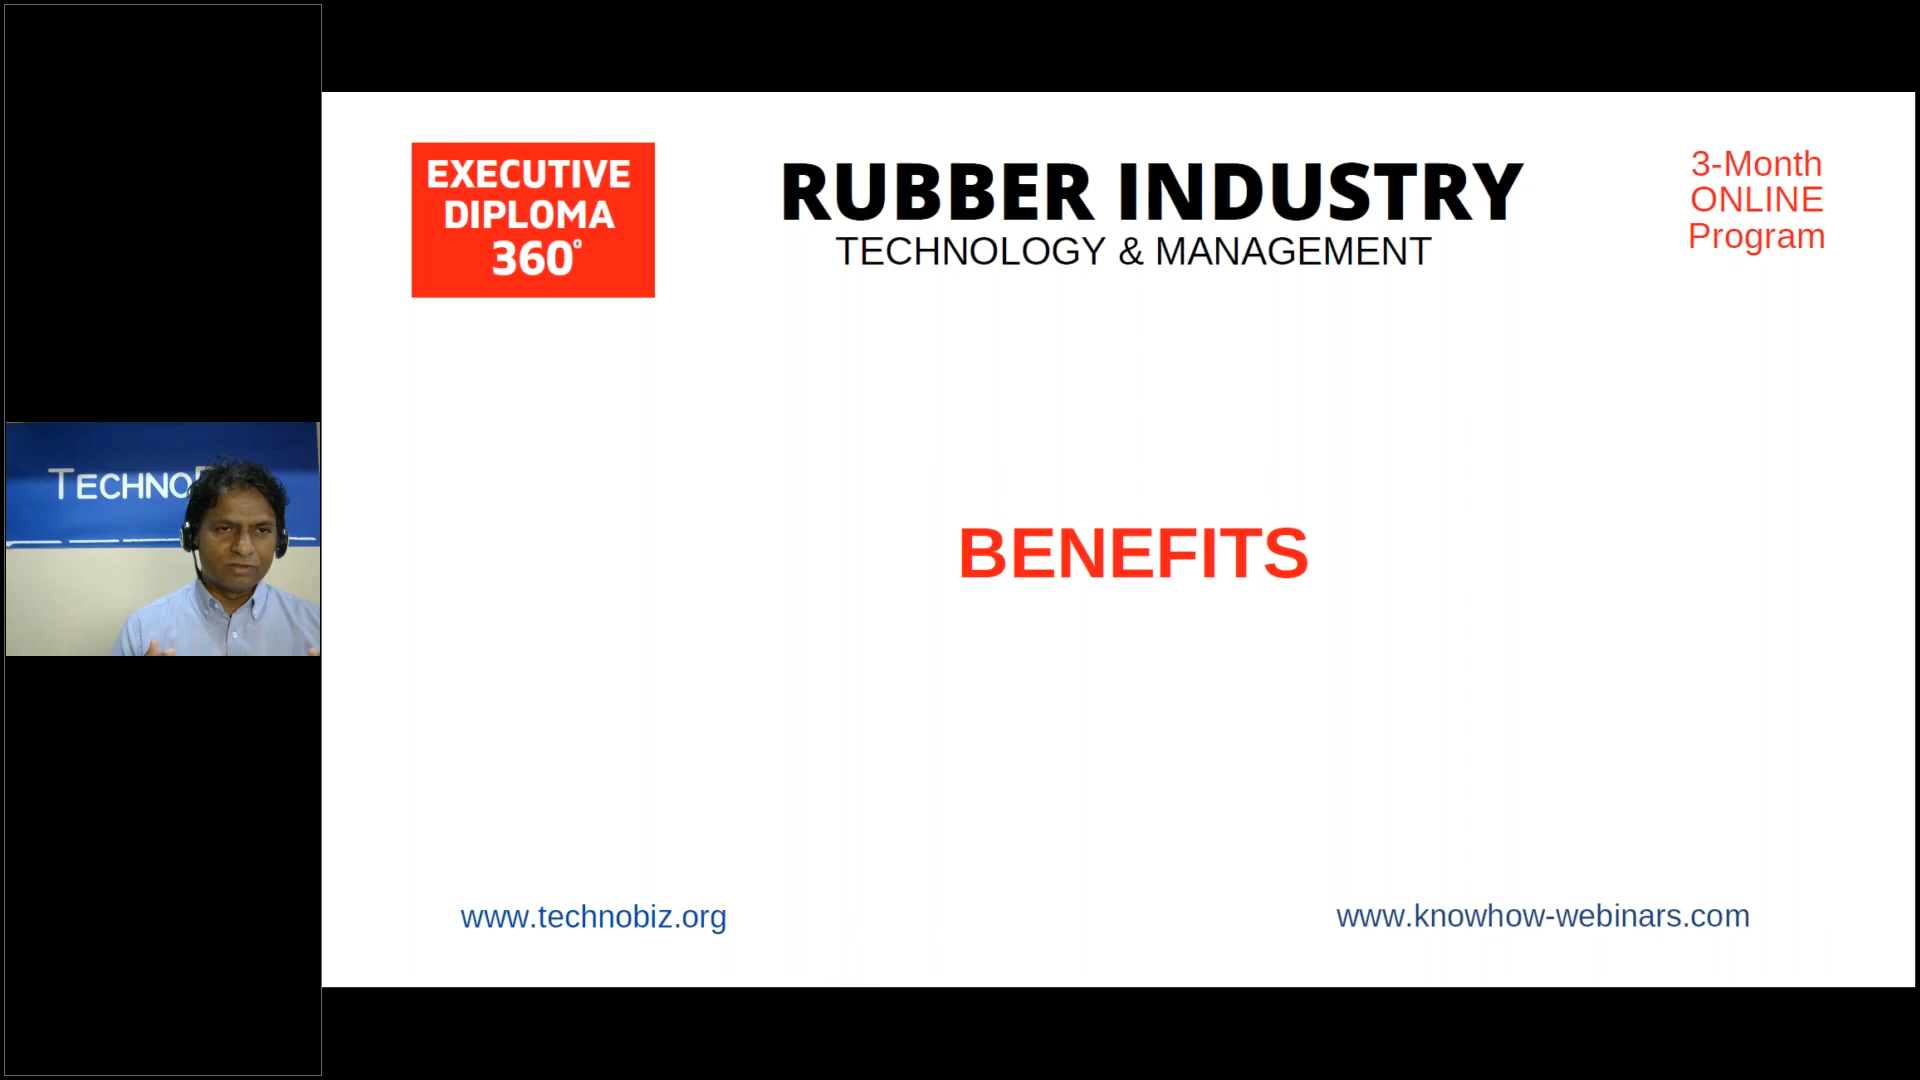 EXECUTIVE
DIPLOMA
360°
RUBBER INDUSTRY
TECHNOLOGY & MANAGEMENT
3-Month
ONLINE
Program
BENEFITS
www.technobiz.org
www.knowhow-webinars.com